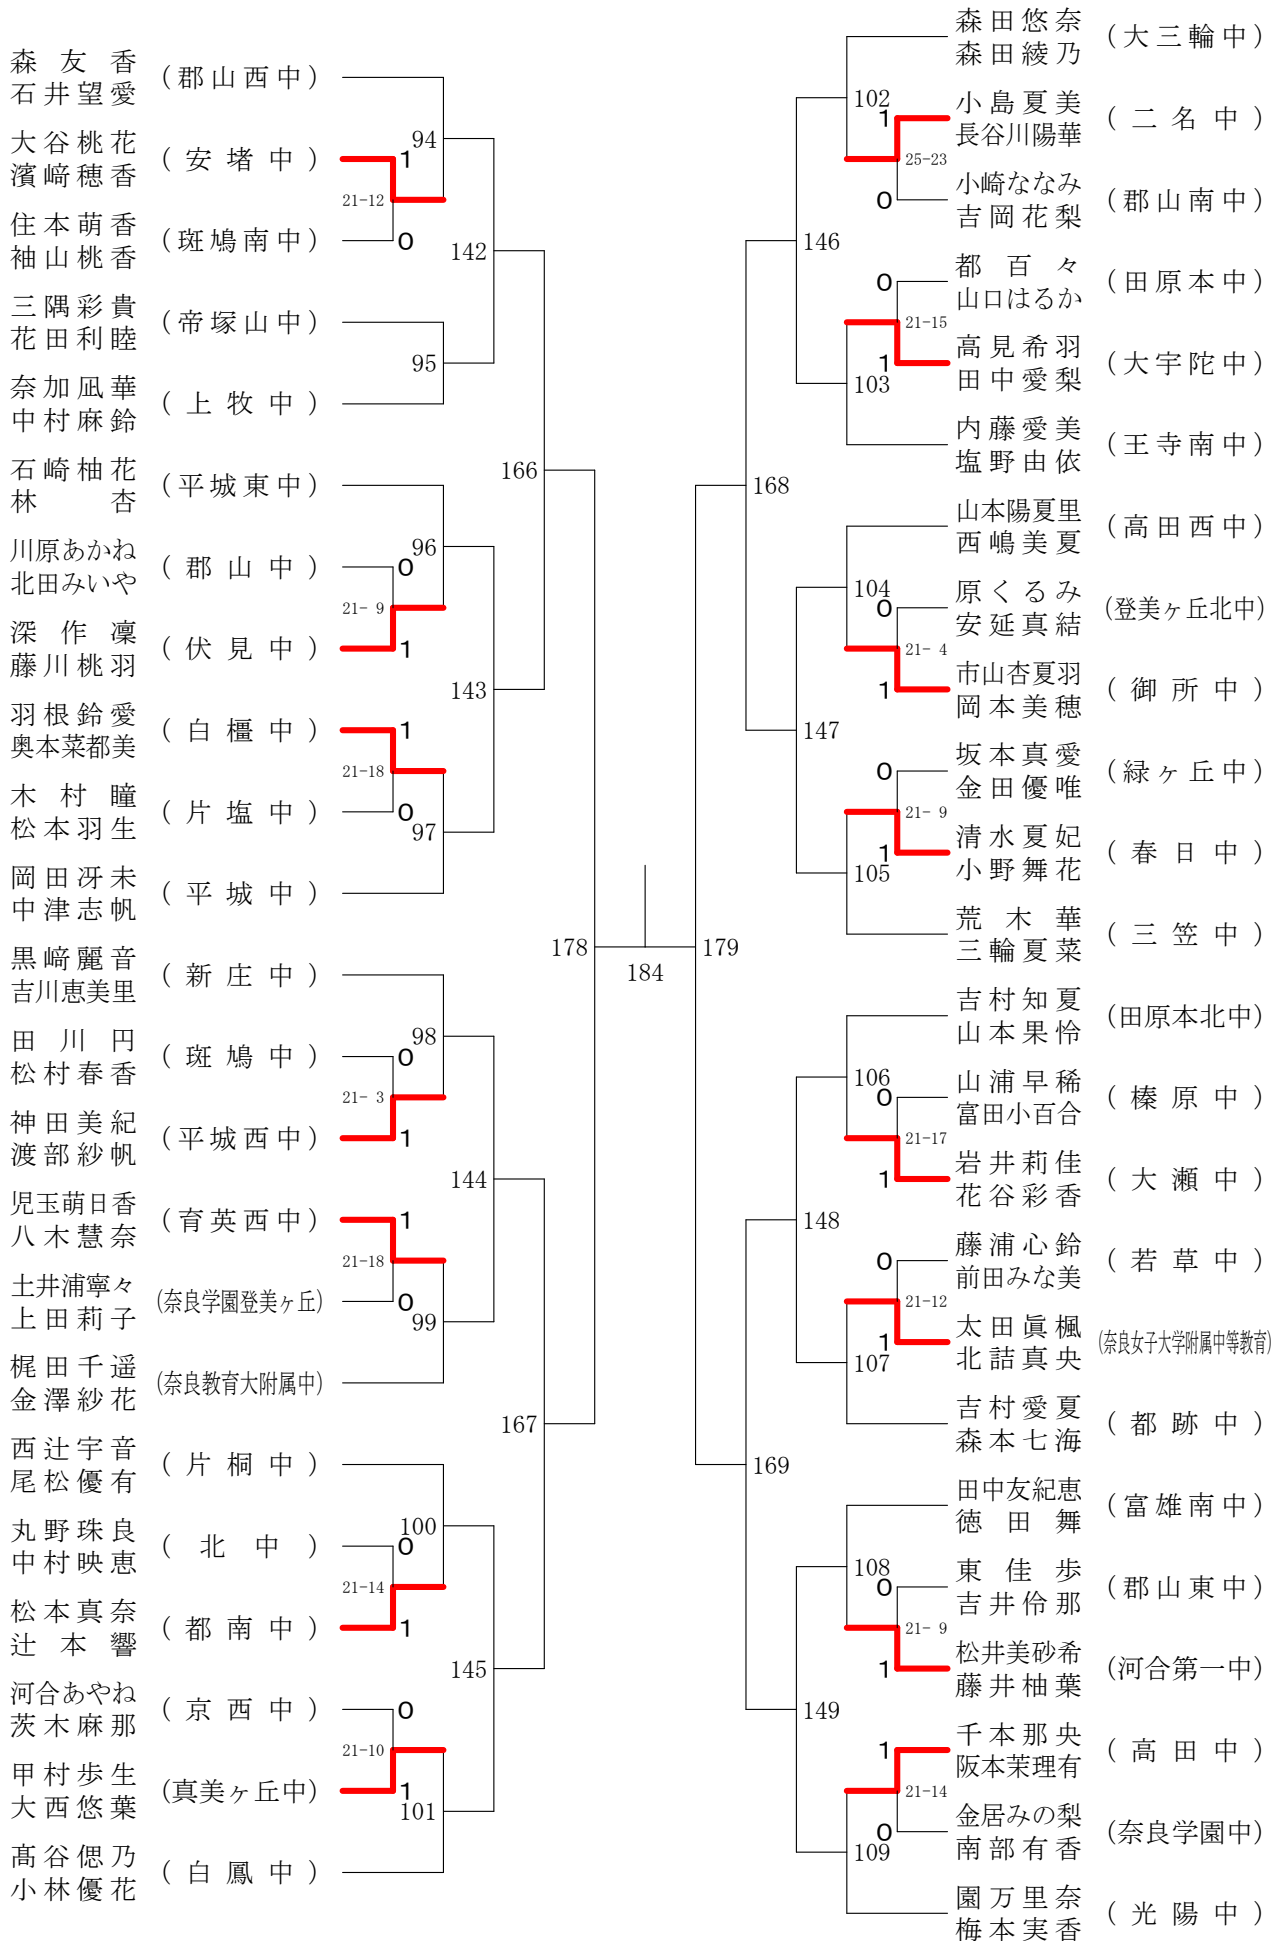 森友香
石井望愛
(郡山西中)
大谷桃花
濱﨑穂香
(安堵中)
1
21-12
94
住本萌香
袖山桃香
(斑鳩南中)
0
142
三隅彩貴
花田利睦
(帝塚山中)
95
奈加凪華
中村麻鈴
(上牧中)
166
石崎柚花
林杏
(平城東中)
96
川原あかね
北田みいや
(郡山中)
0
21- 9
深作凜
藤川桃羽
(伏見中)
1
143
羽根鈴愛
奥本菜都美
(白橿中)
1
21-18
木村瞳
松本羽生
(片塩中)
0
97
岡田冴未
中津志帆
(平城中)
178
黒﨑麗音
吉川恵美里
(新庄中)
98
田川円
松村春香
(斑鳩中)
0
21- 3
神田美紀
渡部紗帆
(平城西中)
1
144
児玉萌日香
八木慧奈
(育英西中)
1
21-18
土井浦寧々
上田莉子
(奈良学園登美ヶ丘)
0
99
梶田千遥
金澤紗花
(奈良教育大附属中)
167
西辻宇音
尾松優有
(片桐中)
100
丸野珠良
中村映恵
(北中)
0
21-14
松本真奈
辻本響
(都南中)
1
145
河合あやね
茨木麻那
(京西中)
0
21-10
甲村歩生
大西悠葉
(真美ヶ丘中)
1
101
髙谷偲乃
小林優花
(白鳳中)
184
森田悠奈
森田綾乃
(大三輪中)
102
小島夏美
長谷川陽華
(二名中)
1
25-23
小崎ななみ
吉岡花梨
(郡山南中)
0
146
都百々
山口はるか
(田原本中)
0
21-15
高見希羽
田中愛梨
(大宇陀中)
1
103
内藤愛美
塩野由依
(王寺南中)
168
山本陽夏里
西嶋美夏
(高田西中)
104
原くるみ
安延真結
(登美ヶ丘北中)
0
21- 4
市山杏夏羽
岡本美穂
(御所中)
1
147
坂本真愛
金田優唯
(緑ヶ丘中)
0
21- 9
清水夏妃
小野舞花
(春日中)
1
105
荒木華
三輪夏菜
(三笠中)
179
吉村知夏
山本果怜
(田原本北中)
106
山浦早稀
富田小百合
(榛原中)
0
21-17
岩井莉佳
花谷彩香
(大瀬中)
1
148
藤浦心鈴
前田みな美
(若草中)
0
21-12
太田眞楓
北詰真央
(奈良女子大学附属中等教育)
1
107
吉村愛夏
森本七海
(都跡中)
169
田中友紀恵
徳田舞
(富雄南中)
108
東佳歩
吉井伶那
(郡山東中)
0
21- 9
松井美砂希
藤井柚葉
(河合第一中)
1
149
千本那央
阪本茉理有
(高田中)
1
21-14
金居みの梨
南部有香
(奈良学園中)
0
109
園万里奈
梅本実香
(光陽中)